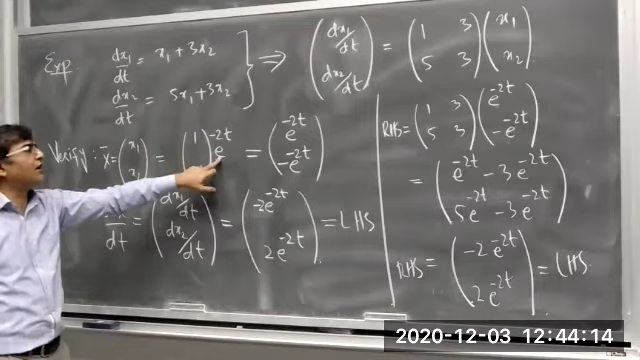 Exp. dx₁/dt = x₁ + 3x₂
dx₂/dt = 5x₁ + 3x₂
⇒ (dx₁/dt, dx₂/dt) = (1 3, 5 3) (x₁, x₂)
Verify: x̄ = (x₁, x₂) = (1, ) e^-2t = (e^-2t, -e^-2t)
/dt = (dx₁/dt, dx₂/dt) = (-2e^-2t, 2e^-2t) = LHS
RHS = (1 3, 5 3) (e^-2t, -e^-2t)
= (e^-2t - 3e^-2t, 5e^-2t - 3e^-2t)
RHS = (-2e^-2t, 2e^-2t) = LHS.
2020-12-03 12:44:14